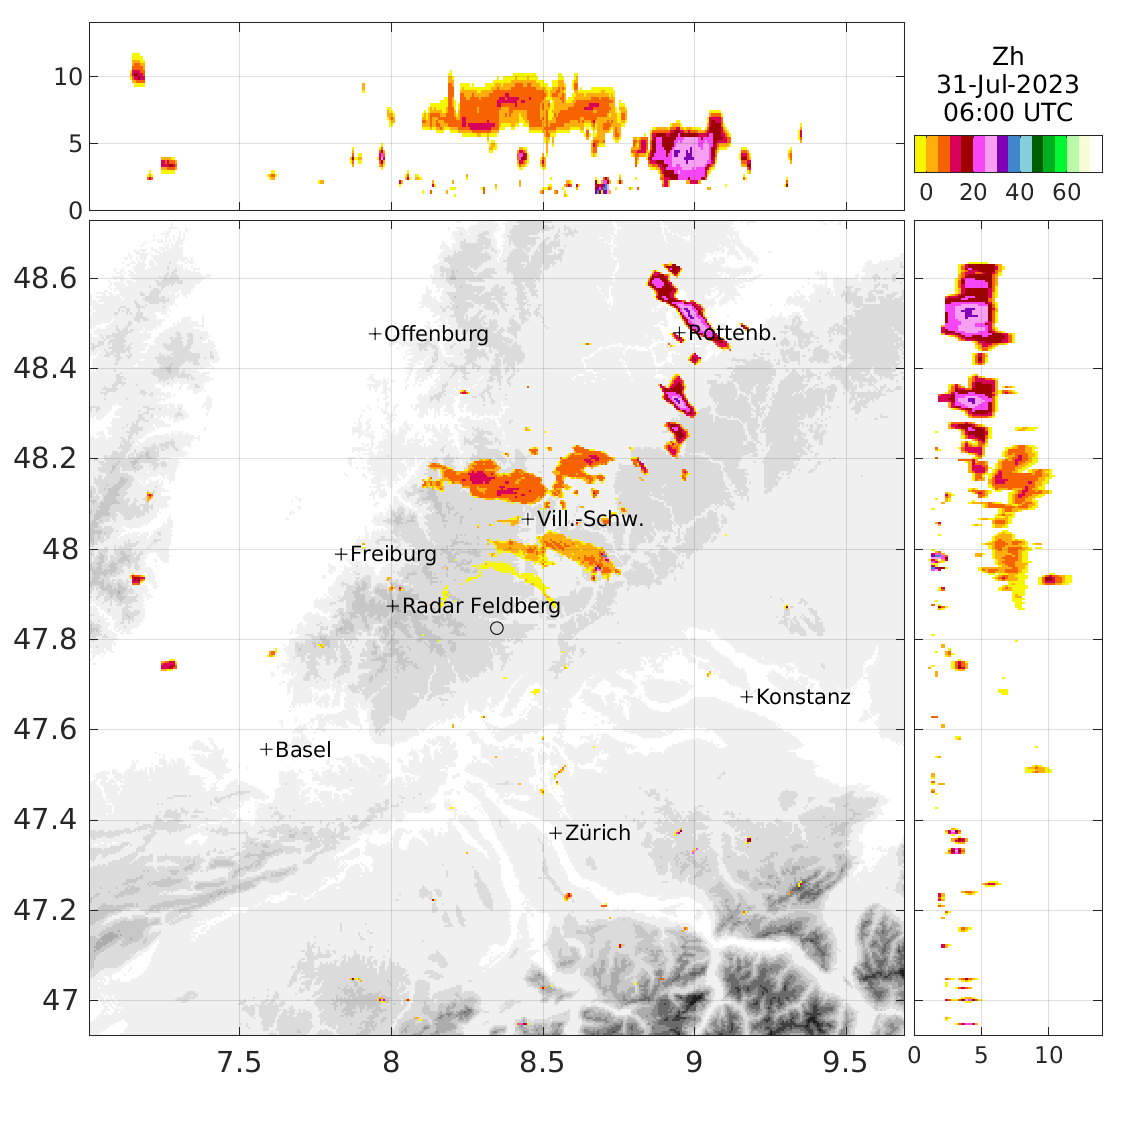 Zh
31-Jul-2023
06:00 UTC
10
5
0
0 20 40 60
48.6
48.4
48.2
48
47.8
47.6
47.4
47.2
47
Offenburg
Rottenb.
Vill.-Schw.
Freiburg
Radar Feldberg
Konstanz
Basel
Zürich
7.5 8 8.5 9 9.5
0 5 10